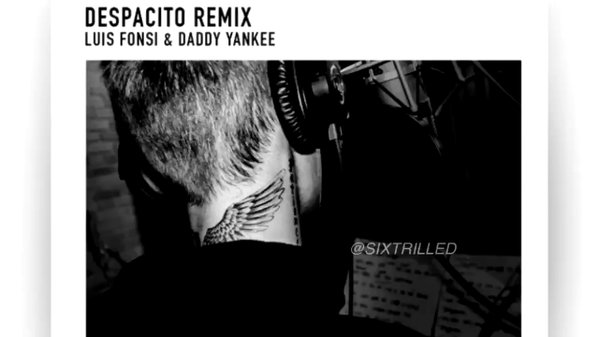 DESPACITO REMIX
LUIS FONSI & DADDY YANKEE
@SIXTRILLED